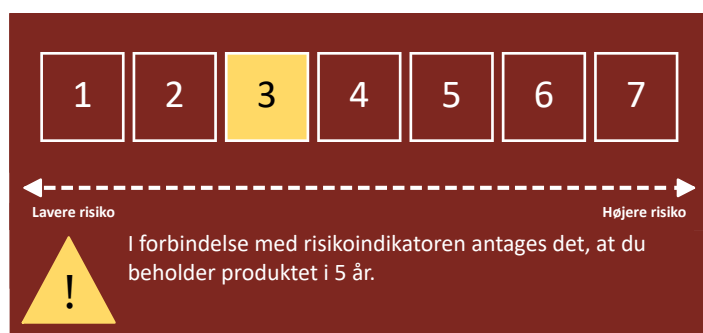 1 2 3 4 5 6 7
Lavere risiko Højere risiko
I forbindelse med risikoindikatoren antages det, at du
beholder produktet i 5 år.
!